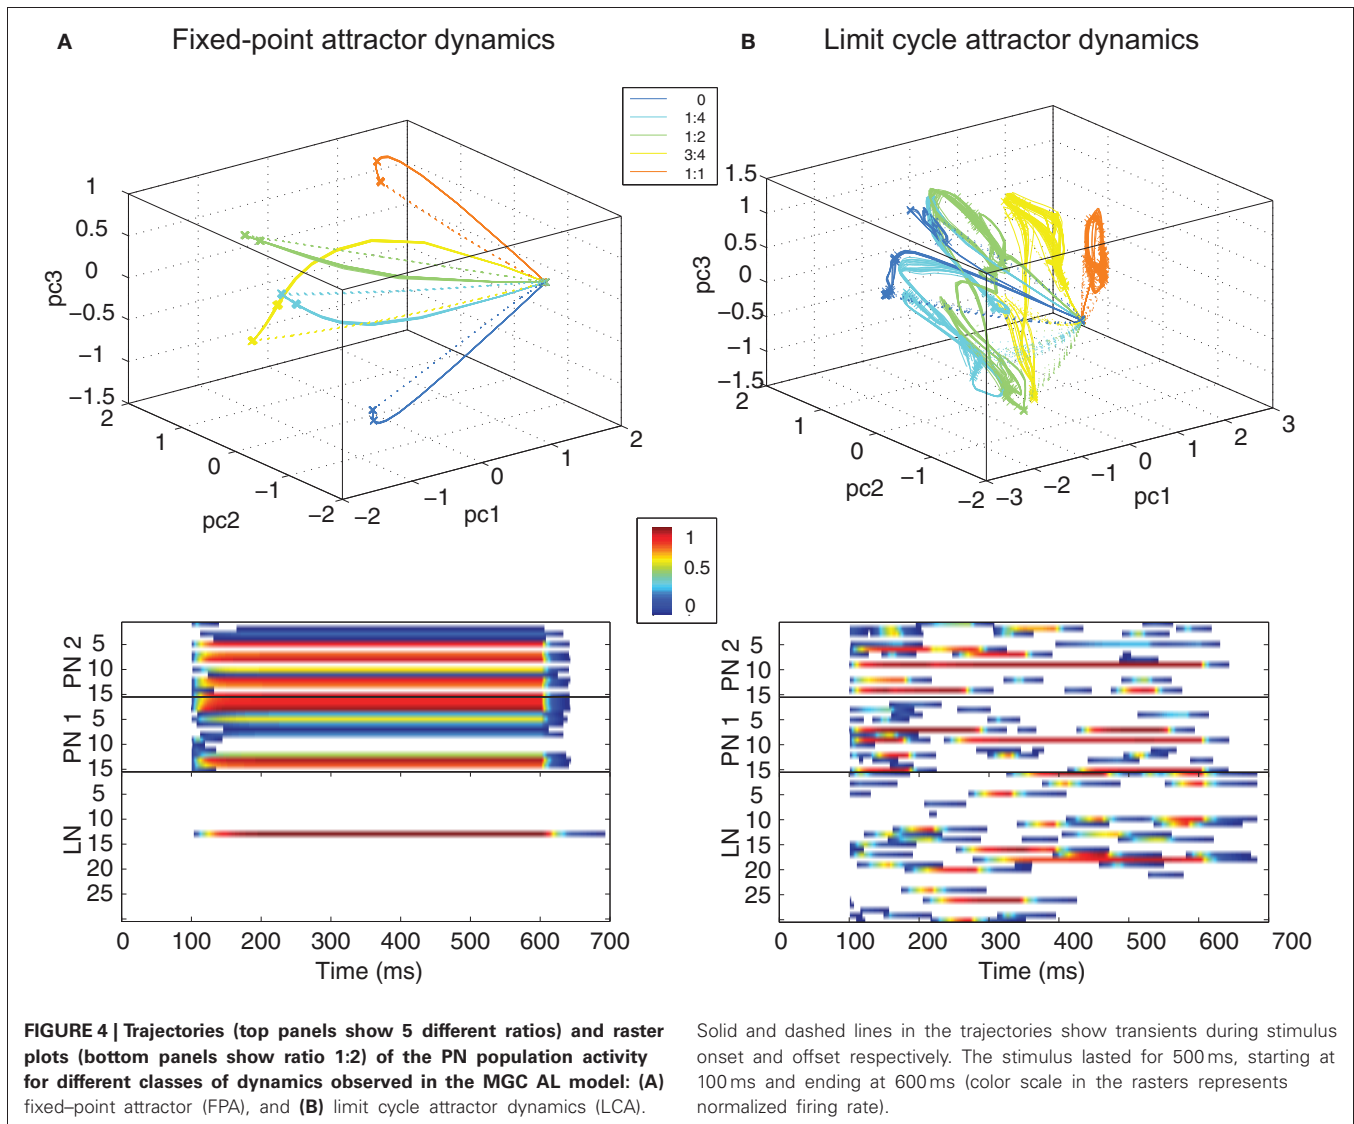 A Fixed-point attractor dynamics
B Limit cycle attractor dynamics
0
1:4
1:2
3:4
1:1
1
0.5
0
−0.5
−1
−1.5
pc3
2
1
0
−1
−2
pc2
−2
−1
0
1
2
pc1
1.5
1
0.5
0
−0.5
−1
−1.5
pc3
2
1
0
−1
−2
pc2
−3
−2
−1
0
1
2
3
pc1
1
0.5
0
PN 2
5
10
15
PN 1
5
10
15
LN
5
10
15
20
25
0 100 200 300 400 500 600 700
Time (ms)
PN 2
5
10
15
PN 1
5
10
15
LN
5
10
15
20
25
0 100 200 300 400 500 600 700
Time (ms)
FIGURE 4 | Trajectories (top panels show 5 different ratios) and raster
plots (bottom panels show ratio 1:2) of the PN population activity
for different classes of dynamics observed in the MGC AL model: (A)
fixed–point attractor (FPA), and (B) limit cycle attractor dynamics (LCA).
Solid and dashed lines in the trajectories show transients during stimulus
onset and offset respectively. The stimulus lasted for 500 ms, starting at
100 ms and ending at 600 ms (color scale in the rasters represents
normalized firing rate).